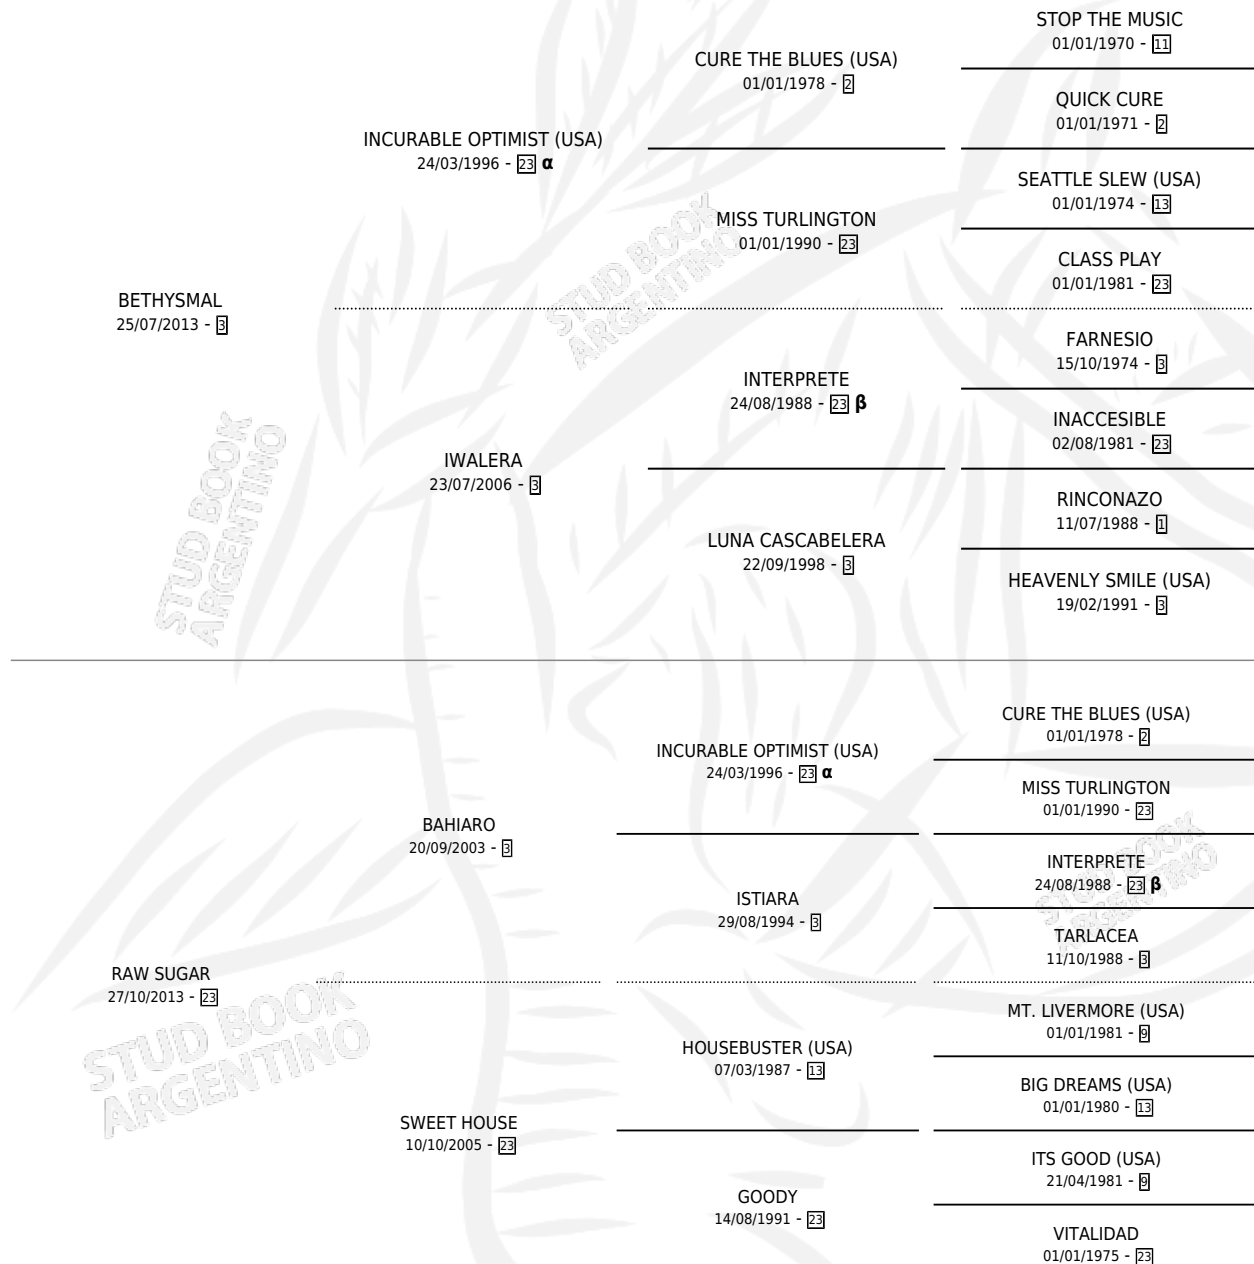 STOP THE MUSIC
01/01/1970 - 11
CURE THE BLUES (USA)
01/01/1978 - 2
QUICK CURE
01/01/1971 - 2
INCURABLE OPTIMIST (USA)
24/03/1996 - 23 α
SEATTLE SLEW (USA)
01/01/1974 - 13
MISS TURLINGTON
01/01/1990 - 23
CLASS PLAY
01/01/1981 - 23
BETHYSMAL
25/07/2013 - 3
FARNESIO
15/10/1974 - 3
INTERPRETE
24/08/1988 - 23 β
INACCESIBLE
02/08/1981 - 23
IWALERA
23/07/2006 - 3
RINCONAZO
11/07/1988 - 1
LUNA CASCABELERA
22/09/1998 - 3
HEAVENLY SMILE (USA)
19/02/1991 - 3
STUD BOOK
ARGENTINO
STUD BOOK
ARGENTINO
CURE THE BLUES (USA)
01/01/1978 - 2
INCURABLE OPTIMIST (USA)
24/03/1996 - 23 α
MISS TURLINGTON
01/01/1990 - 23
BAHIARO
20/09/2003 - 3
INTERPRETE
24/08/1988 - 23 β
ISTIARA
29/08/1994 - 3
TARLACEA
11/10/1988 - 3
RAW SUGAR
27/10/2013 - 23
MT. LIVERMORE (USA)
01/01/1981 - 9
HOUSEBUSTER (USA)
07/03/1987 - 13
BIG DREAMS (USA)
01/01/1980 - 13
SWEET HOUSE
10/10/2005 - 23
ITS GOOD (USA)
21/04/1981 - 9
GOODY
14/08/1991 - 23
VITALIDAD
01/01/1975 - 23
STUD BOOK
ARGENTINO
STUD BOOK
ARGENTINO